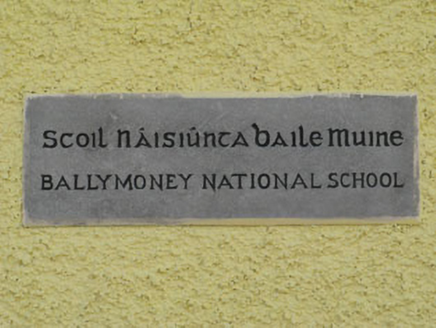 Scoil Náisiúnta Baile Muine
BALLYMONEY NATIONAL SCHOOL